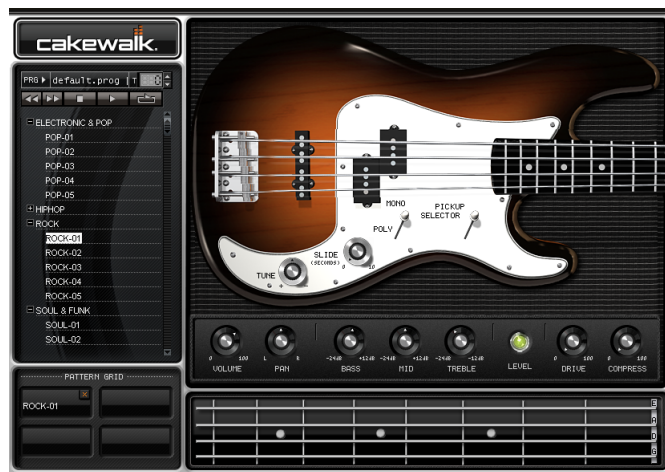 cakewalk.
PRG default.prog T 0
ELECTRONIC & POP
POP-01
POP-02
POP-03
POP-04
POP-05
HIPHOP
ROCK
ROCK-01
ROCK-02
ROCK-03
ROCK-04
ROCK-05
SOUL & FUNK
SOUL-01
SOUL-02
PATTERN GRID
ROCK-01 X
MONO
POLY
PICKUP
SELECTOR
SLIDE
(SECONDS)
0 10
TUNE
- +
0 100 L R -24dB +12dB -24dB +12dB -24dB -12dB 0 100 0 100
VOLUME PAN BASS MID TREBLE LEVEL DRIVE COMPRESS
E
A
D
G